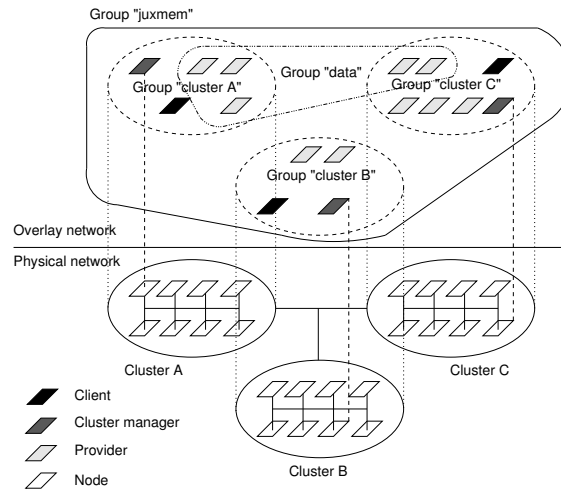 Group "juxmem"
Group "data"
Group "cluster A"
Group "cluster C"
Group "cluster B"
Overlay network
Physical network
Cluster A
Cluster C
Cluster B
Client
Cluster manager
Provider
Node